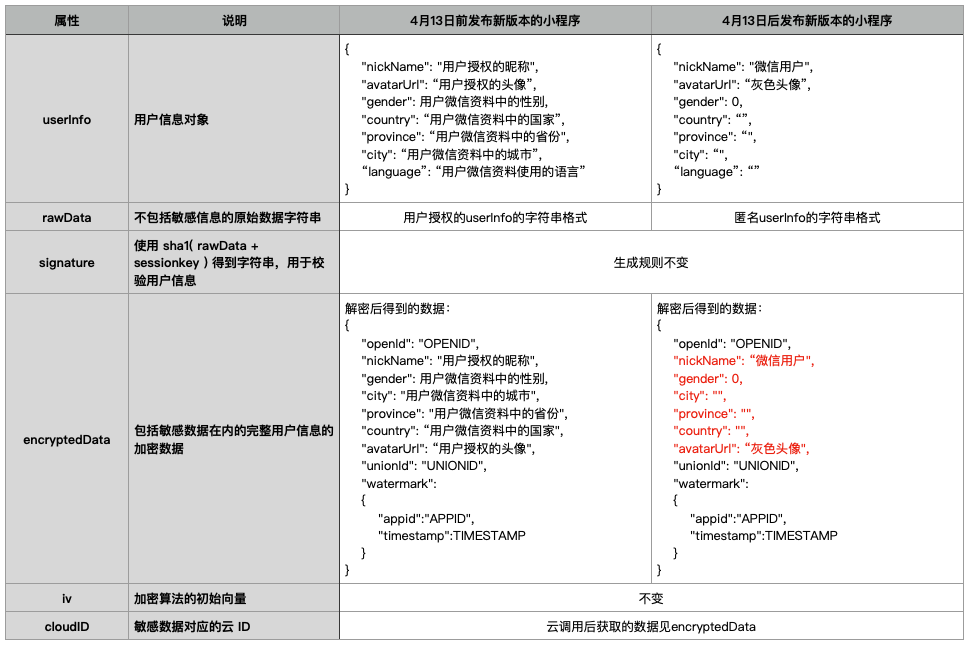 属性 说明 4月13日前发布新版本的小程序 4月13日后发布新版本的小程序
userInfo
用户信息对象
{
"nickName": "用户授权的昵称",
"avatarUrl": “用户授权的头像”,
"gender": 用户微信资料中的性别,
"country": “用户微信资料中的国家”,
"province": “用户微信资料中的省份",
"city": “用户微信资料中的城市”,
“language”: “用户微信资料使用的语言”
}
{
"nickName": "微信用户",
"avatarUrl": “灰色头像”,
"gender": 0,
"country": “”,
"province": “",
"city": “",
“language”: “”
}
rawData
不包括敏感信息的原始数据字符串
用户授权的userInfo的字符串格式
匿名userInfo的字符串格式
signature
使用 sha1( rawData +
sessionkey ) 得到字符串，用于校
验用户信息
生成规则不变
encryptedData
包括敏感数据在内的完整用户信息的
加密数据
解密后得到的数据：
{
"openId": "OPENID",
"nickName": "用户授权的昵称",
"gender": 用户微信资料中的性别,
"city": "用户微信资料中的城市",
"province": "用户微信资料中的省份",
"country": “用户微信资料中的国家",
"avatarUrl": “用户授权的头像",
"unionId": "UNIONID",
"watermark":
{
"appid":"APPID",
"timestamp":TIMESTAMP
}
}
解密后得到的数据：
{
"openId": "OPENID",
"nickName": “微信用户",
"gender": 0,
"city": "",
"province": "",
"country": "",
"avatarUrl": “灰色头像",
"unionId": "UNIONID",
"watermark":
{
"appid":"APPID",
"timestamp":TIMESTAMP
}
}
iv
加密算法的初始向量
不变
cloudID
敏感数据对应的云 ID
云调用后获取的数据见encryptedData